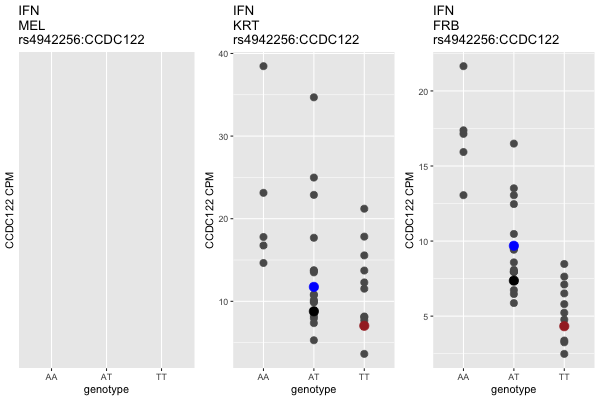 IFN
MEL
rs4942256:CCDC122
CCDC122 CPM
AA
AT
TT
genotype
IFN
KRT
rs4942256:CCDC122
CCDC122 CPM
40
30
20
10
AA
AT
TT
genotype
IFN
FRB
rs4942256:CCDC122
CCDC122 CPM
20
15
10
5
AA
AT
TT
genotype